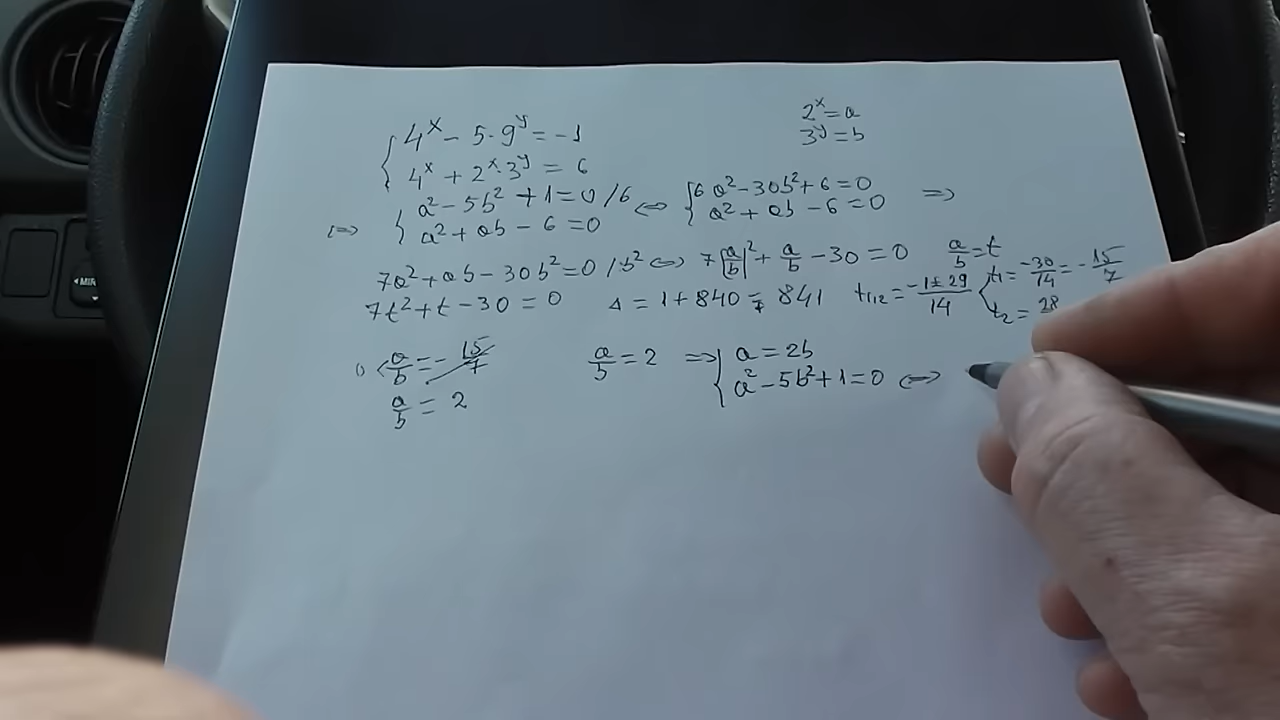 4^x - 5·9^y = -1
2^x = a
3^y = b
4^x + 2^x·3^y = 6
⇔ { a² - 5b² + 1 = 0 /6 ⇔ { 6a² - 30b² + 6 = 0 ⇒
a² + ab - 6 = 0 a² + ab - 6 = 0
7a² + ab - 30b² = 0 /:b² ⇔ 7(a/b)² + a/b - 30 = 0 a/b = t t₁ = -30/14 = -15/7
7t² + t - 30 = 0 Δ = 1 + 840 = 841 t₁,₂ = (-1 ± 29)/14 t₂ = 28
a/b = -15/7 a/b = 2 ⇒ { a = 2b
a² - 5b² + 1 = 0 ⇔
a/b = 2
MIR